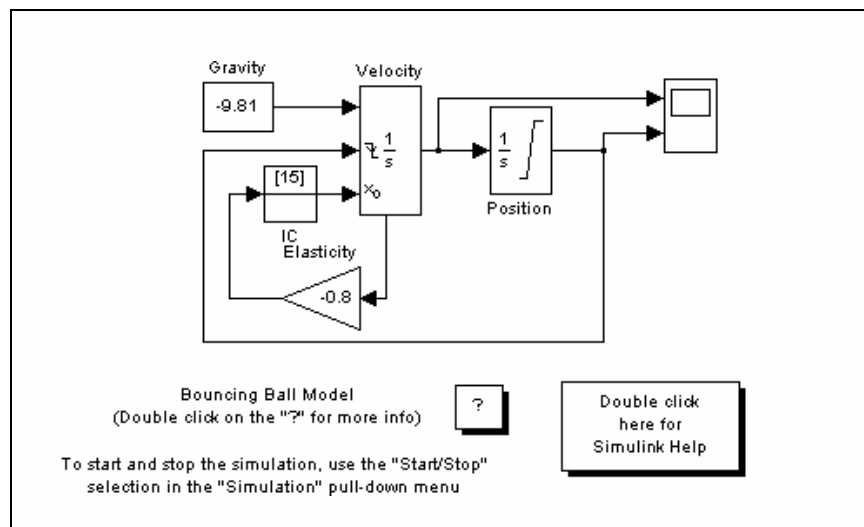 Gravity
Velocity
-9.81
1
s
1
s
Position
[15]
x0
IC
Elasticity
-0.8
Bouncing Ball Model
(Double click on the "?" for more info)
?
Double click
here for
Simulink Help
To start and stop the simulation, use the "Start/Stop"
selection in the "Simulation" pull-down menu